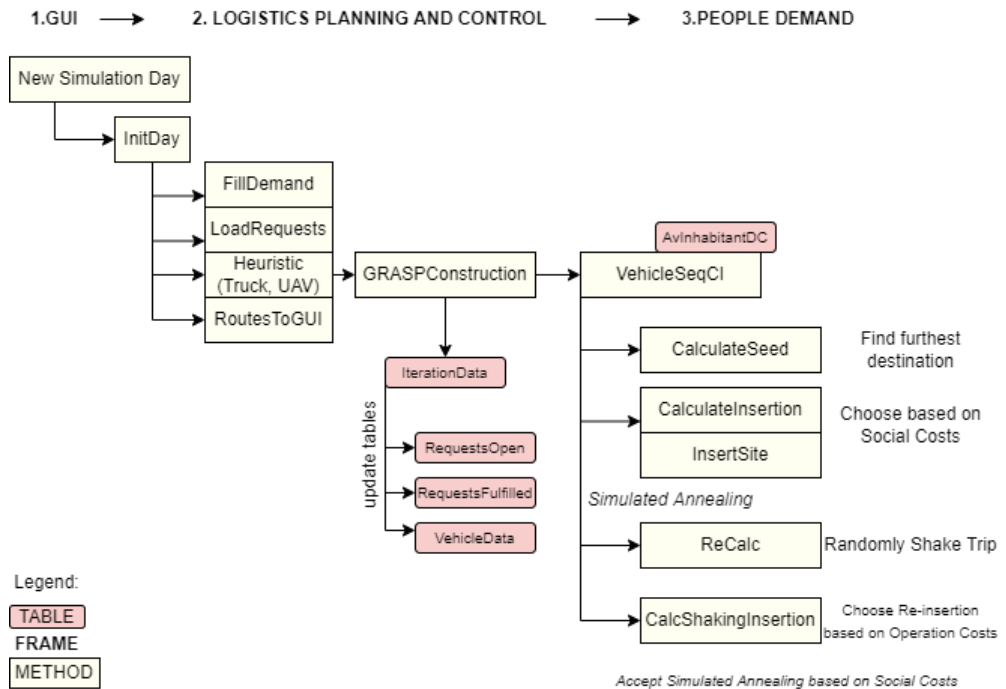 1.GUI
2. LOGISTICS PLANNING AND CONTROL
3.PEOPLE DEMAND
New Simulation Day
InitDay
FillDemand
LoadRequests
Heuristic
(Truck, UAV)
RoutesToGUI
GRASPConstruction
IterationData
update tables
RequestsOpen
RequestsFulfilled
VehicleData
AvInhabitantDC
VehicleSeqCI
CalculateSeed
Find furthest
destination
CalculateInsertion
InsertSite
Choose based on
Social Costs
Simulated Annealing
ReCalc
Randomly Shake Trip
CalcShakingInsertion
Choose Re-insertion
based on Operation Costs
Accept Simulated Annealing based on Social Costs
Legend:
TABLE
FRAME
METHOD